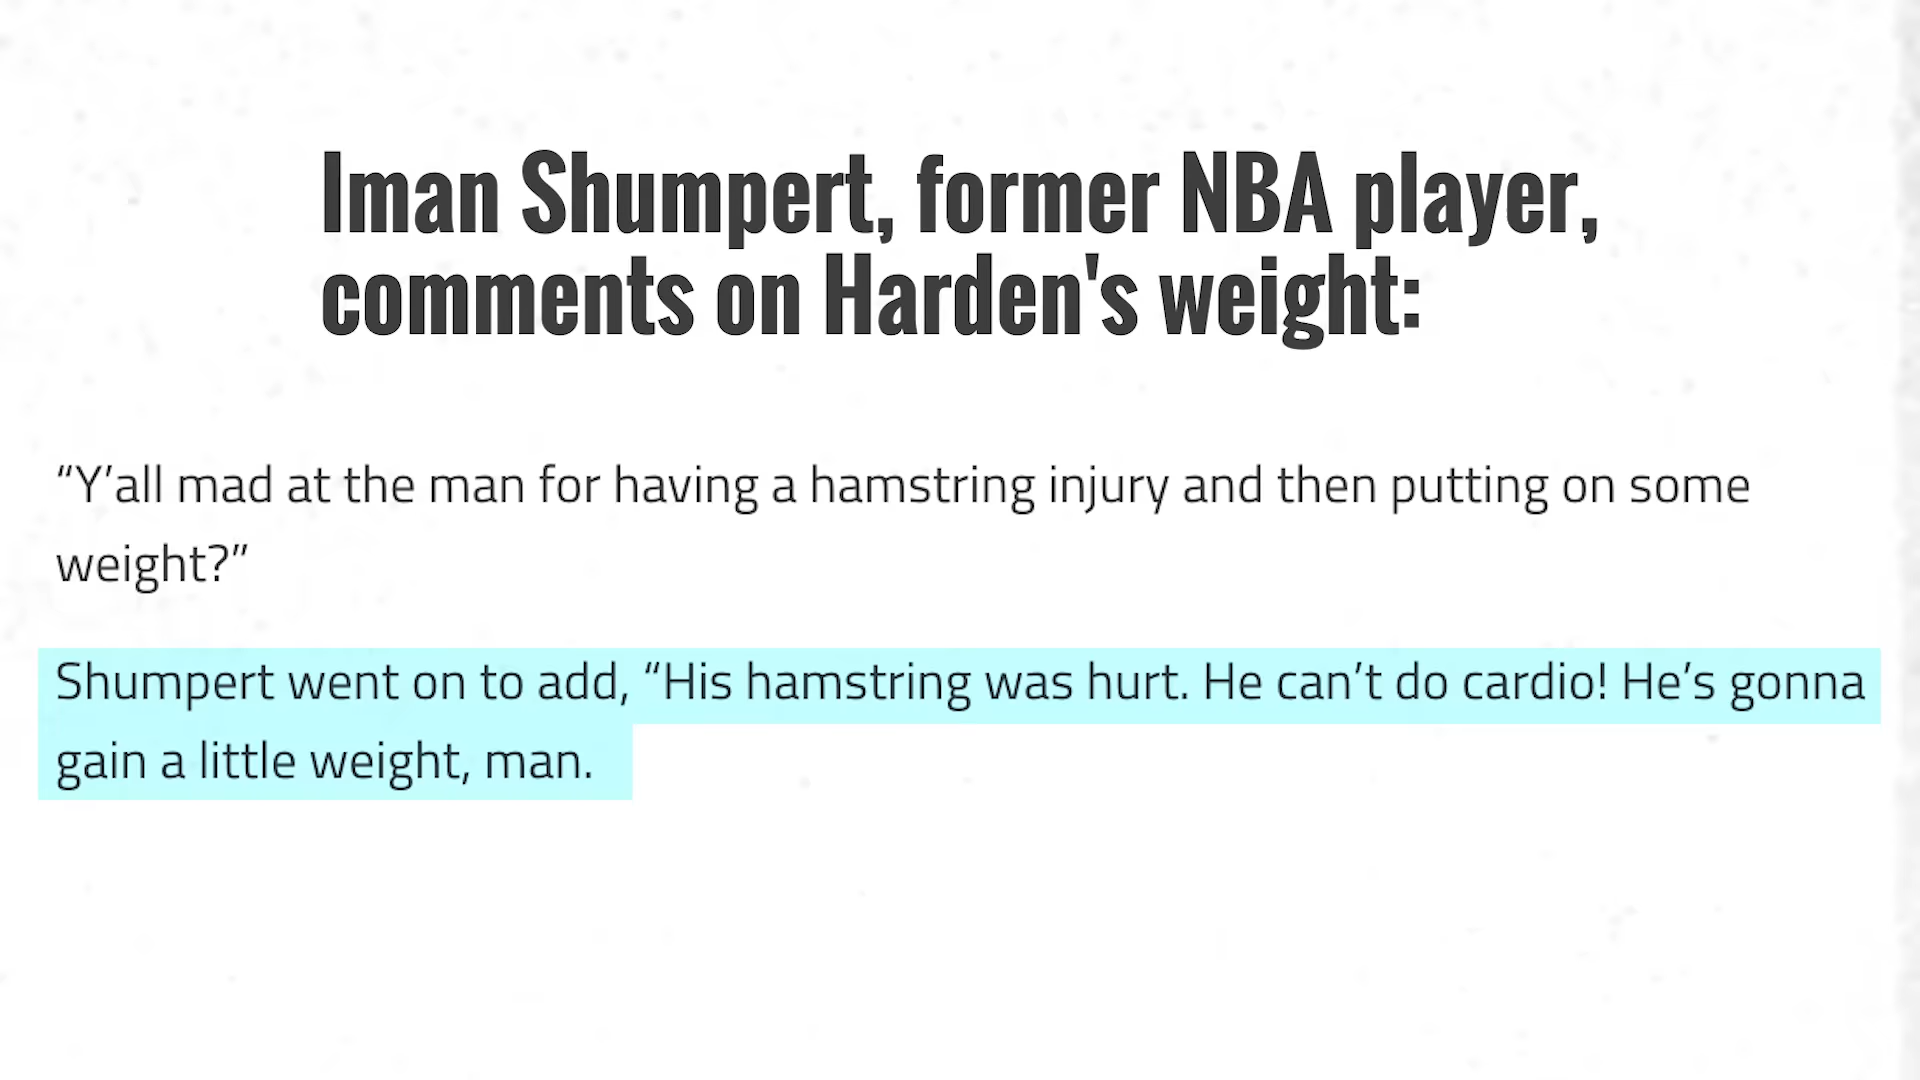 Iman Shumpert, former NBA player,
comments on Harden's weight:
“Y’all mad at the man for having a hamstring injury and then putting on some
weight?”
Shumpert went on to add, “His hamstring was hurt. He can’t do cardio! He’s gonna
gain a little weight, man.